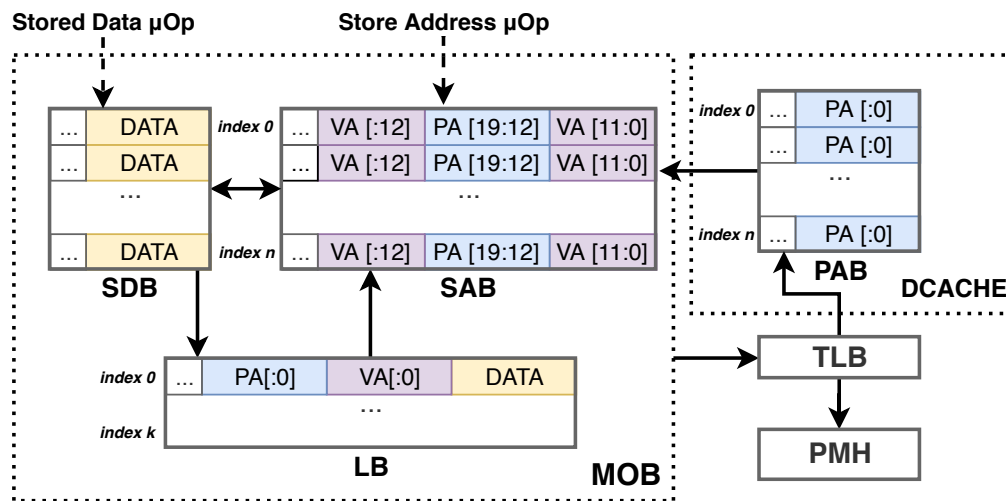 Stored Data µOp
Store Address µOp
... DATA
... DATA
...
... DATA
SDB
index 0
index n
... VA [:12] PA [19:12] VA [11:0]
... VA [:12] PA [19:12] VA [11:0]
...
VA [:12] PA [19:12] VA [11:0]
... 
SAB
index 0
index n
... PA [:0]
... PA [:0]
...
... PA [:0]
PAB
DCACHE
index 0
index k
... PA[:0] VA[:0] DATA
...
LB
MOB
TLB
PMH